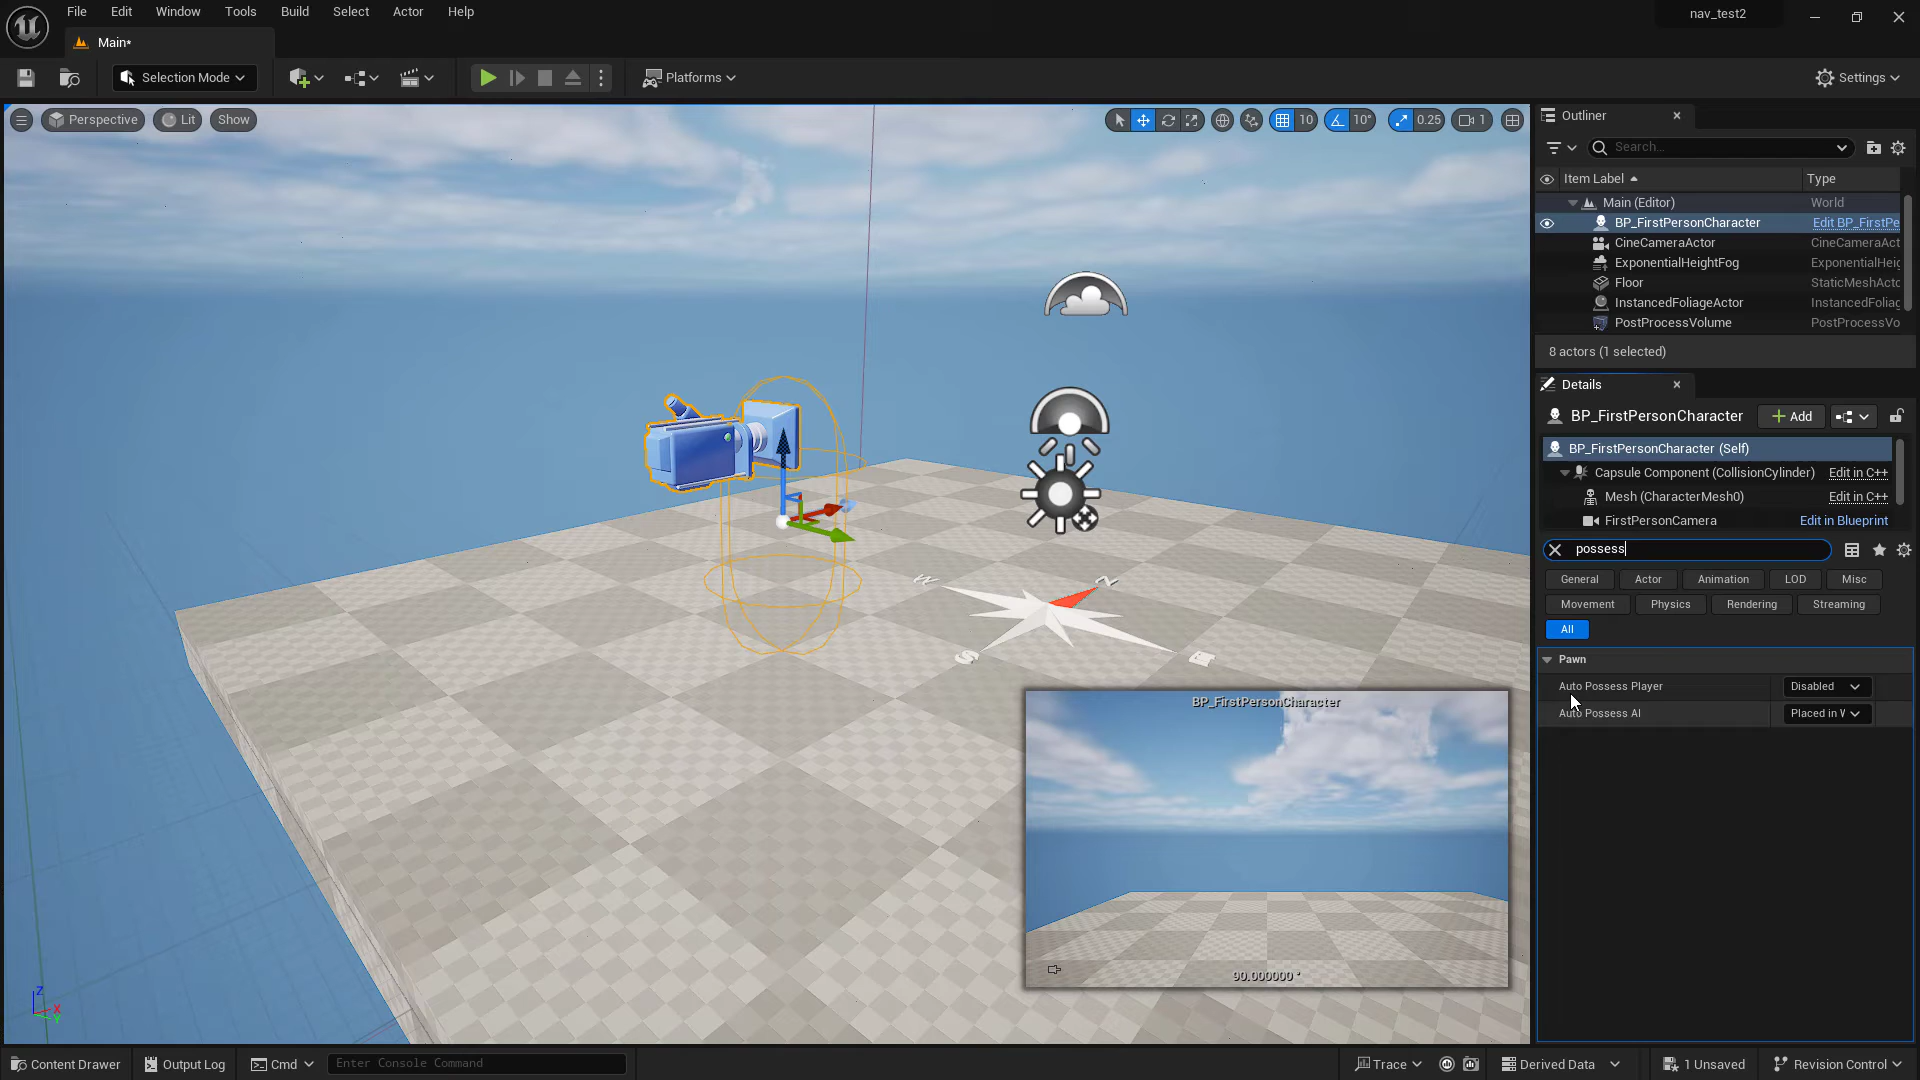 File Edit Window Tools Build Select Actor Help
nav_test2
Main*
Selection Mode
Platforms
Settings
Perspective Lit Show
10 10° 0.25 1
Outliner
Search...
Item Label Type
Main (Editor) World
BP_FirstPersonCharacter Edit BP_FirstPe
CineCameraActor CineCameraAct
ExponentialHeightFog ExponentialHeig
Floor StaticMeshActo
InstancedFoliageActor InstancedFoliag
PostProcessVolume PostProcessVo
8 actors (1 selected)
Details
BP_FirstPersonCharacter Add
BP_FirstPersonCharacter (Self)
Capsule Component (CollisionCylinder) Edit in C++
Mesh (CharacterMesh0) Edit in C++
FirstPersonCamera Edit in Blueprint
possess
General Actor Animation LOD Misc
Movement Physics Rendering Streaming
All
Pawn
Auto Possess Player Disabled
Auto Possess AI Placed in W
W N
S E
BP_FirstPersonCharacter
90.000000 °
Z
X
Y
Content Drawer Output Log Cmd Enter Console Command
Trace Derived Data 1 Unsaved Revision Control